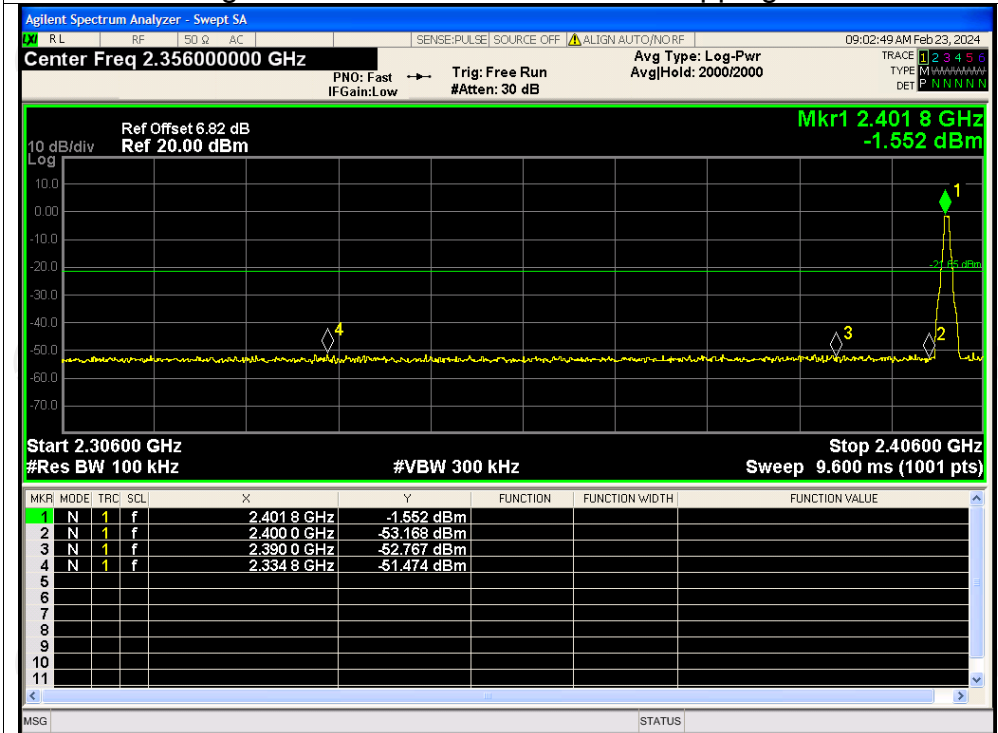 Agilent Spectrum Analyzer - Swept SA
LXI RL RF 50 Ω AC SENSE:PULSE SOURCE OFF ALIGN AUTO/NO RF 09:02:49 AM Feb 23, 2024
Center Freq 2.356000000 GHz
PNO: Fast Trig: Free Run Avg Type: Log-Pwr TRACE 1 2 3 4 5 6
IFGain:Low #Atten: 30 dB Avg|Hold: 2000/2000 TYPE M
DET P N N N N N
Ref Offset 6.82 dB Mkr1 2.401 8 GHz
10 dB/div Ref 20.00 dBm -1.552 dBm
Log
10.0
1
0.00
-10.0
-20.0
-30.0
-40.0
4 3 2
-50.0
-60.0
-70.0
Start 2.30600 GHz Stop 2.40600 GHz
#Res BW 100 kHz #VBW 300 kHz Sweep 9.600 ms (1001 pts)
MKR MODE TRC SCL X Y FUNCTION FUNCTION WIDTH FUNCTION VALUE
1 N 1 f 2.401 8 GHz -1.552 dBm
2 N 1 f 2.400 0 GHz -53.168 dBm
3 N 1 f 2.390 0 GHz -52.767 dBm
4 N 1 f 2.334 8 GHz -51.474 dBm
5
6
7
8
9
10
11
MSG STATUS